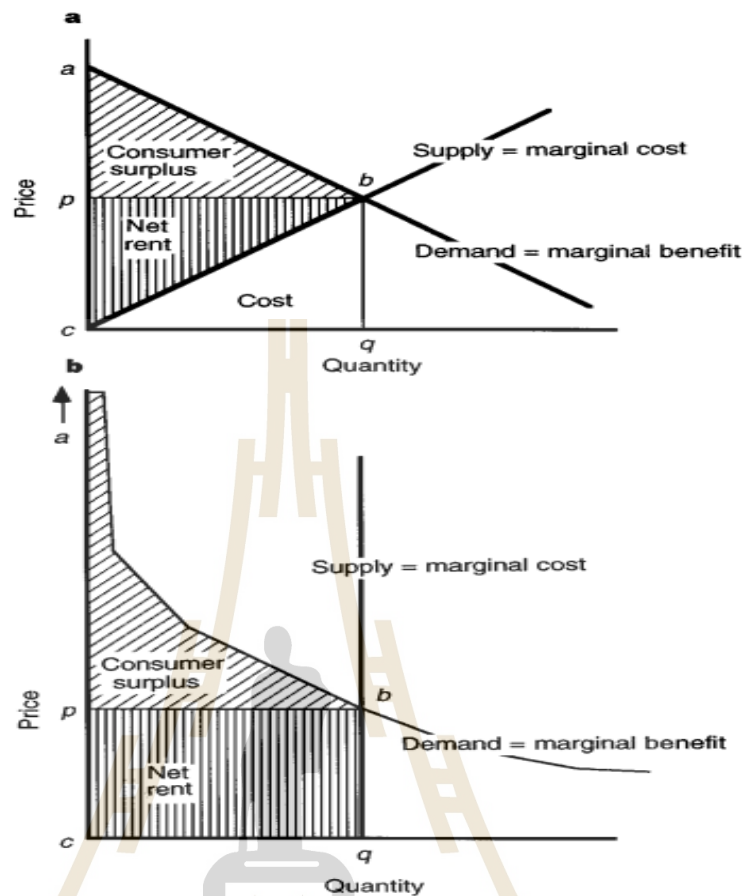 a
a
Consumer
surplus
Supply = marginal cost
b
Price
p
Net
rent
Demand = marginal benefit
Cost
c
q
Quantity
b
a
Supply = marginal cost
Consumer
surplus
b
Price
p
Demand = marginal benefit
Net
rent
c
q
Quantity